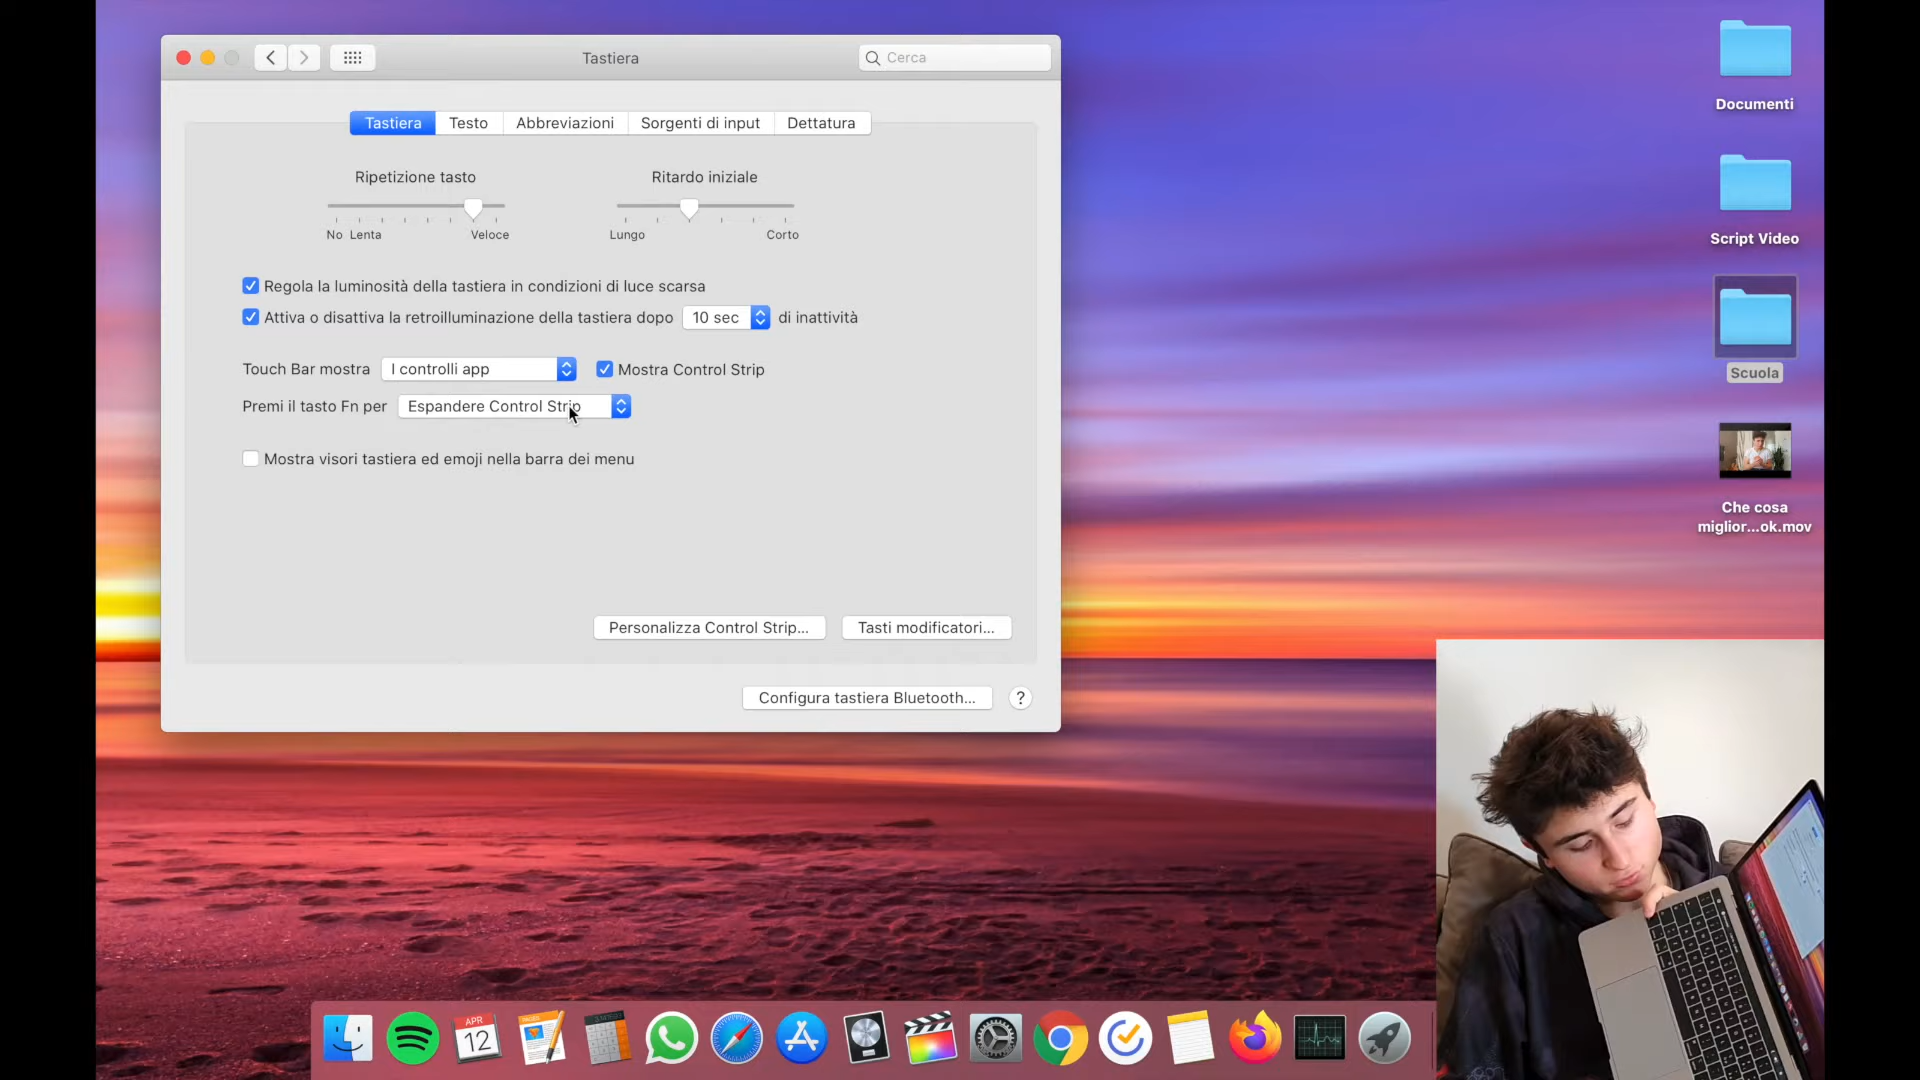 Tastiera
Cerca
Tastiera
Testo
Abbreviazioni
Sorgenti di input
Dettatura
Ripetizione tasto
Ritardo iniziale
No Lenta Veloce
Lungo Corto
Regola la luminosità della tastiera in condizioni di luce scarsa
Attiva o disattiva la retroilluminazione della tastiera dopo 10 sec di inattività
Touch Bar mostra I controlli app Mostra Control Strip
Premi il tasto Fn per Espandere Control Strip
Mostra visori tastiera ed emoji nella barra dei menu
Personalizza Control Strip...
Tasti modificatori...
Configura tastiera Bluetooth...
?
Documenti
Script Video
Scuola
Che cosa
miglior...ok.mov
APR
12
PAGES